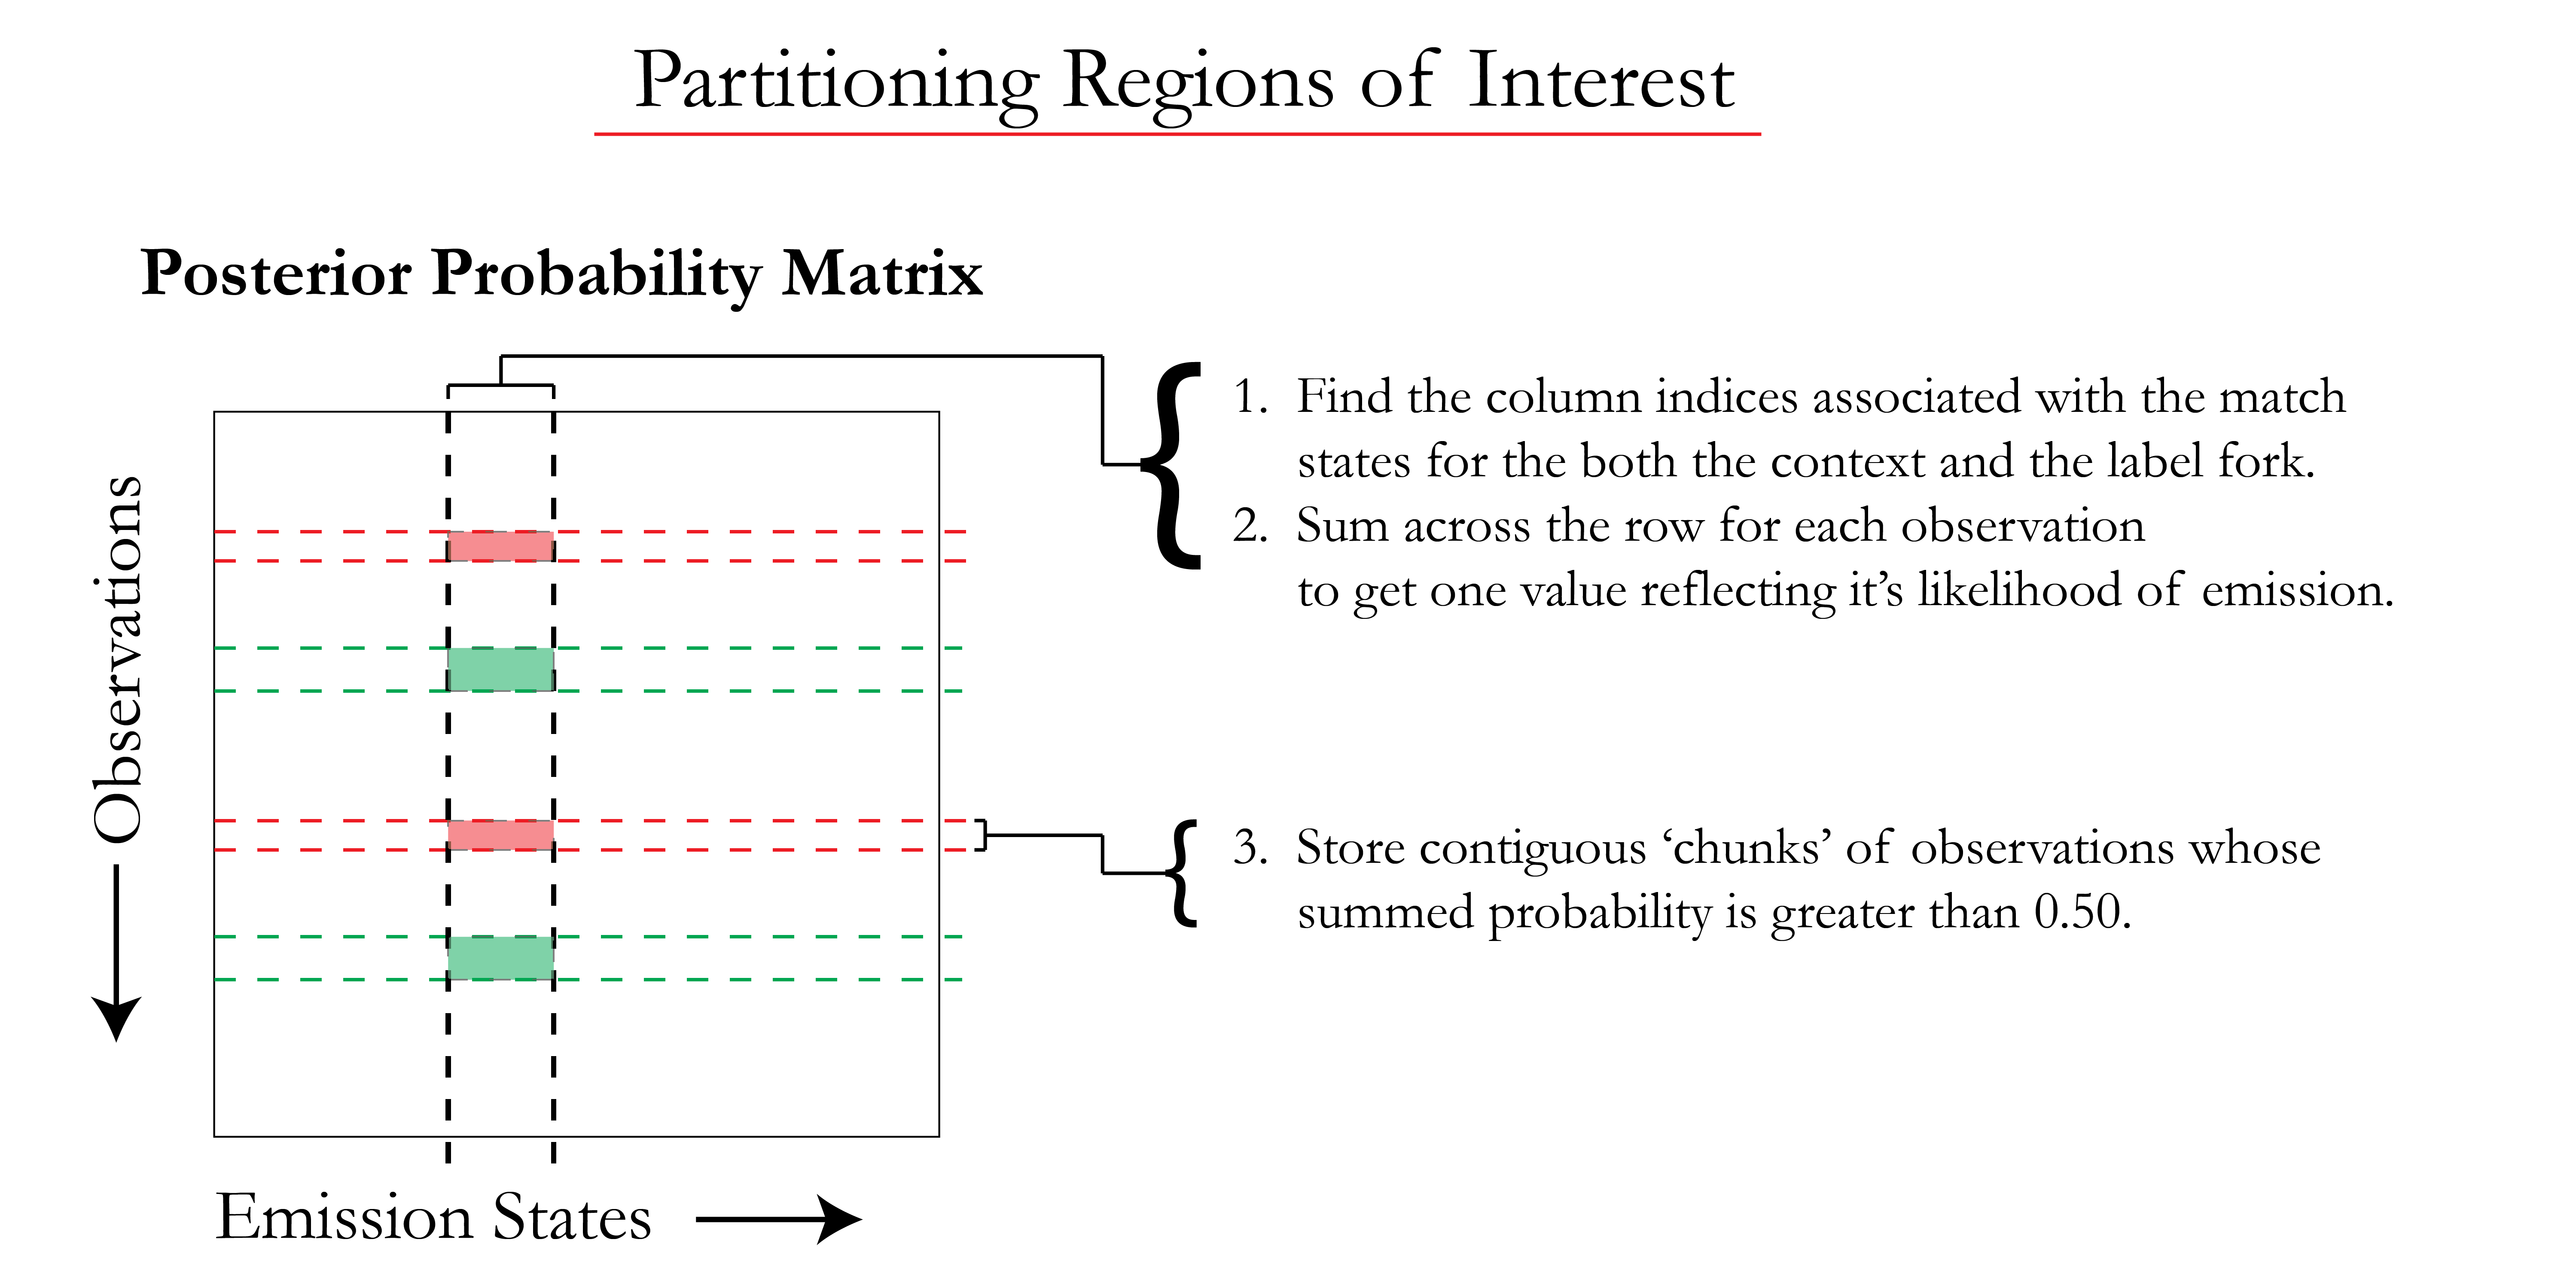 Partitioning Regions of Interest
Posterior Probability Matrix
Observations
Emission States
1. Find the column indices associated with the match
states for the both the context and the label fork.
2. Sum across the row for each observation
to get one value reflecting it’s likelihood of emission.
3. Store contiguous ‘chunks’ of observations whose
summed probability is greater than 0.50.